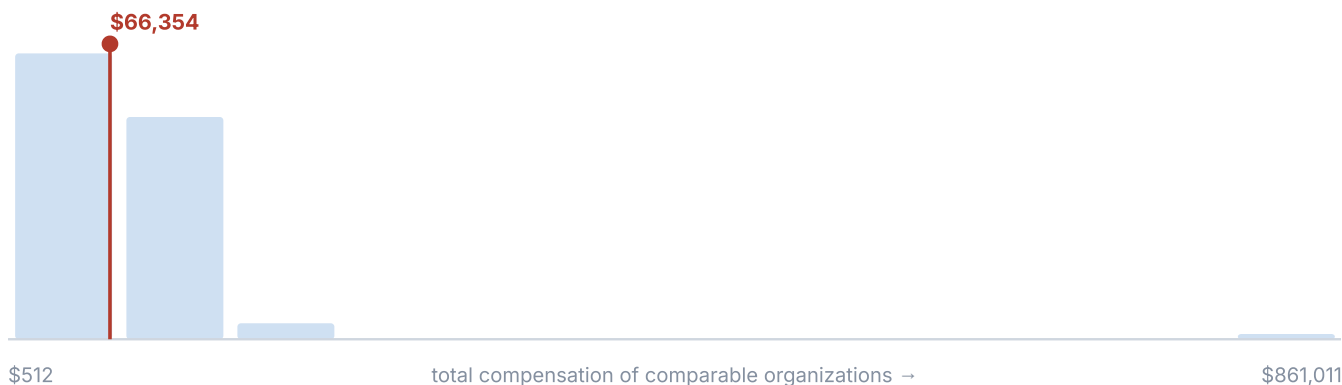 $66,354
$512
total compensation of comparable organizations →
$861,011